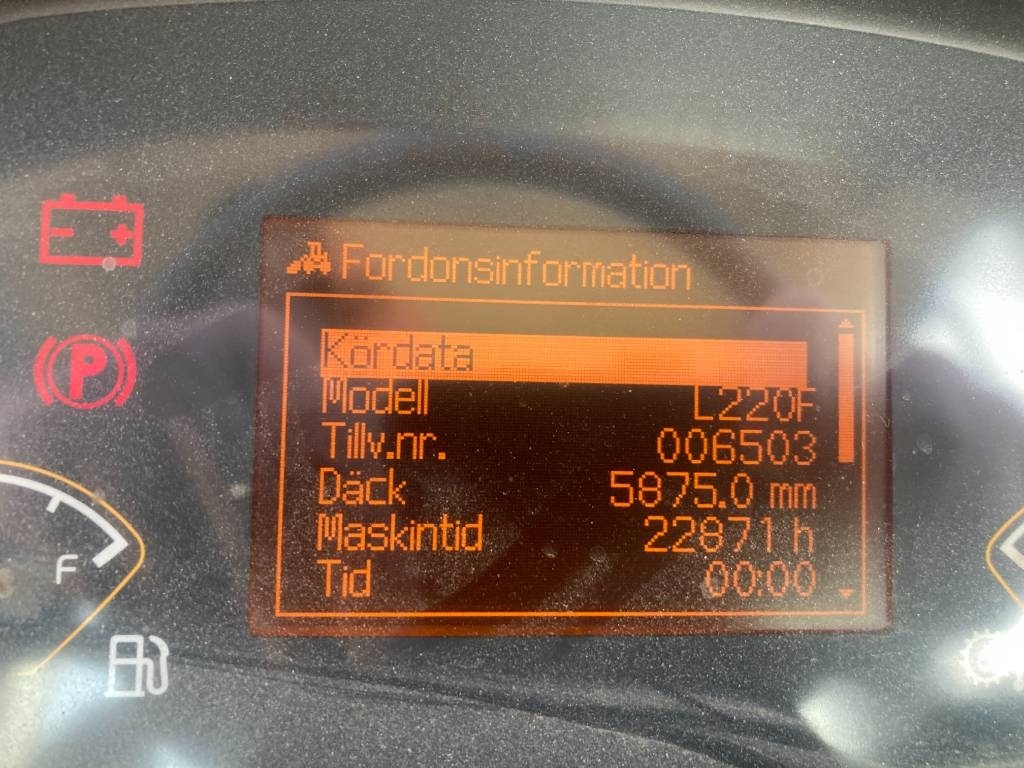 Fordonsinformation
Kördata
Modell L220F
Tillv.nr. 006503
Däck 5875.0 mm
Maskintid 22871 h
Tid 00:00
P
F